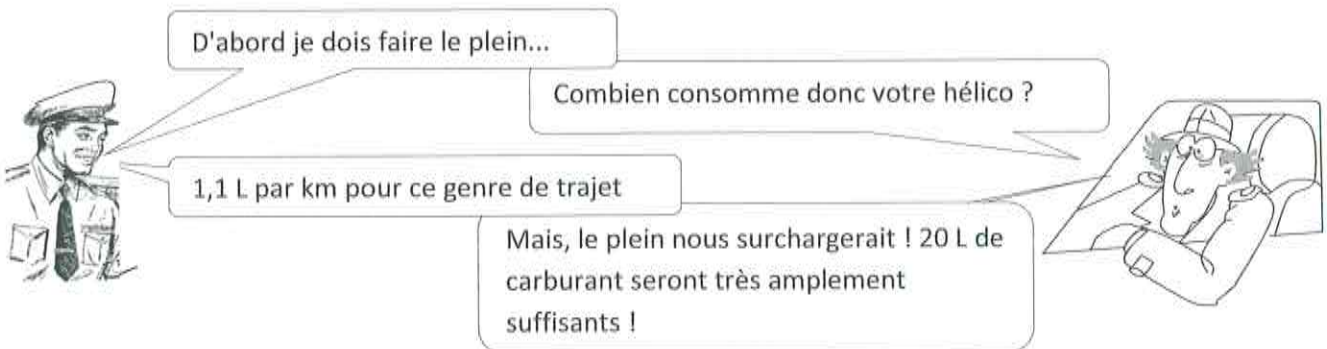 D'abord je dois faire le plein...
Combien consomme donc votre hélico ?
1,1 L par km pour ce genre de trajet
Mais, le plein nous surchargerait ! 20 L de
carburant seront très amplement
suffisants !